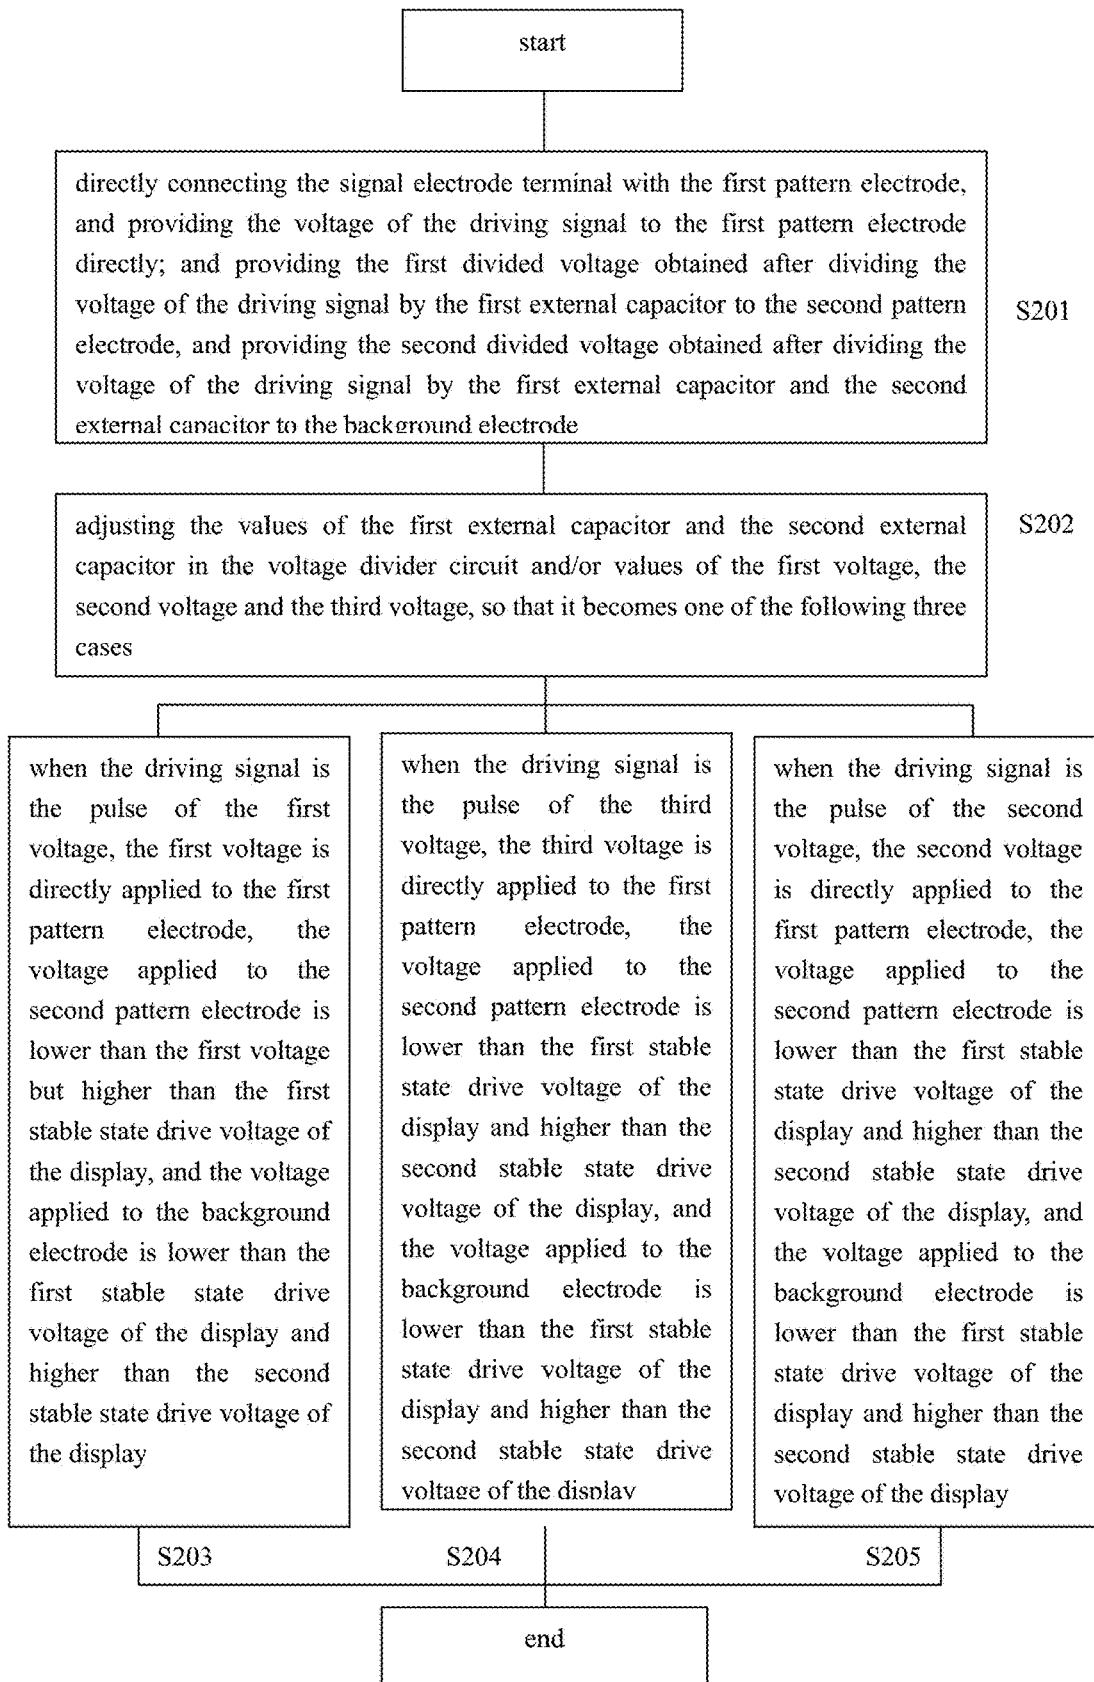 start
directly connecting the signal electrode terminal with the first pattern electrode,
and providing the voltage of the driving signal to the first pattern electrode
directly; and providing the first divided voltage obtained after dividing the
voltage of the driving signal by the first external capacitor to the second pattern
electrode, and providing the second divided voltage obtained after dividing the
voltage of the driving signal by the first external capacitor and the second
external capacitor to the background electrode
S201
adjusting the values of the first external capacitor and the second external
capacitor in the voltage divider circuit and/or values of the first voltage, the
second voltage and the third voltage, so that it becomes one of the following three
cases
S202
when the driving signal is
the pulse of the first
voltage, the first voltage is
directly applied to the first
pattern electrode, the
voltage applied to the
second pattern electrode is
lower than the first voltage
but higher than the first
stable state drive voltage of
the display, and the voltage
applied to the background
electrode is lower than the
first stable state drive
voltage of the display and
higher than the second
stable state drive voltage of
the display
when the driving signal is
the pulse of the third
voltage, the third voltage is
directly applied to the first
pattern electrode, the
voltage applied to the
second pattern electrode is
lower than the first stable
state drive voltage of the
display and higher than the
second stable state drive
voltage of the display, and
the voltage applied to the
background electrode is
lower than the first stable
state drive voltage of the
display and higher than the
second stable state drive
voltage of the display
when the driving signal is
the pulse of the second
voltage, the second voltage
is directly applied to the
first pattern electrode, the
voltage applied to the
second pattern electrode is
lower than the first stable
state drive voltage of the
display and higher than the
second stable state drive
voltage of the display, and
the voltage applied to the
background electrode is
lower than the first stable
state drive voltage of the
display and higher than the
second stable state drive
voltage of the display
S203
S204
S205
end